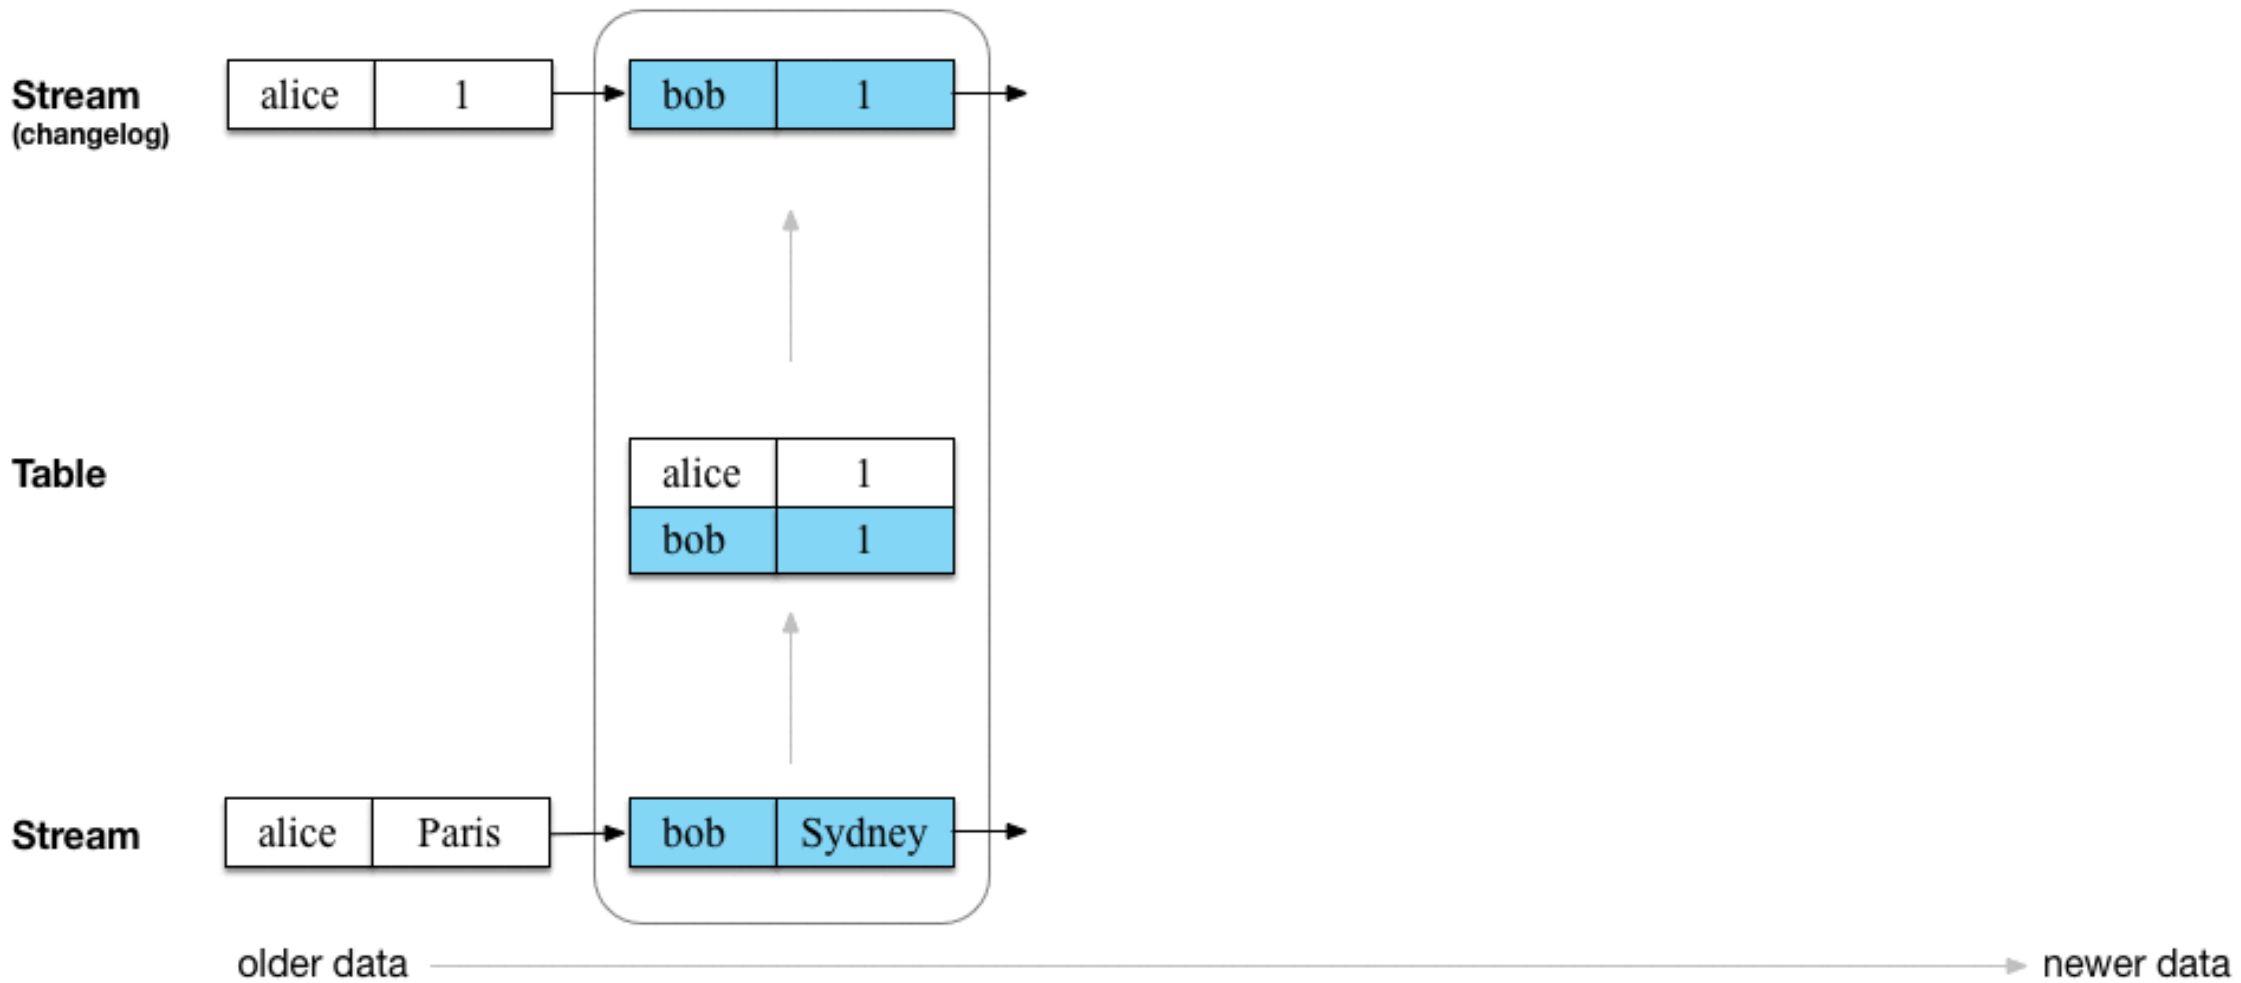 Stream
(changelog)
alice 1
bob 1
Table
alice 1
bob 1
Stream
alice Paris
bob Sydney
older data
newer data